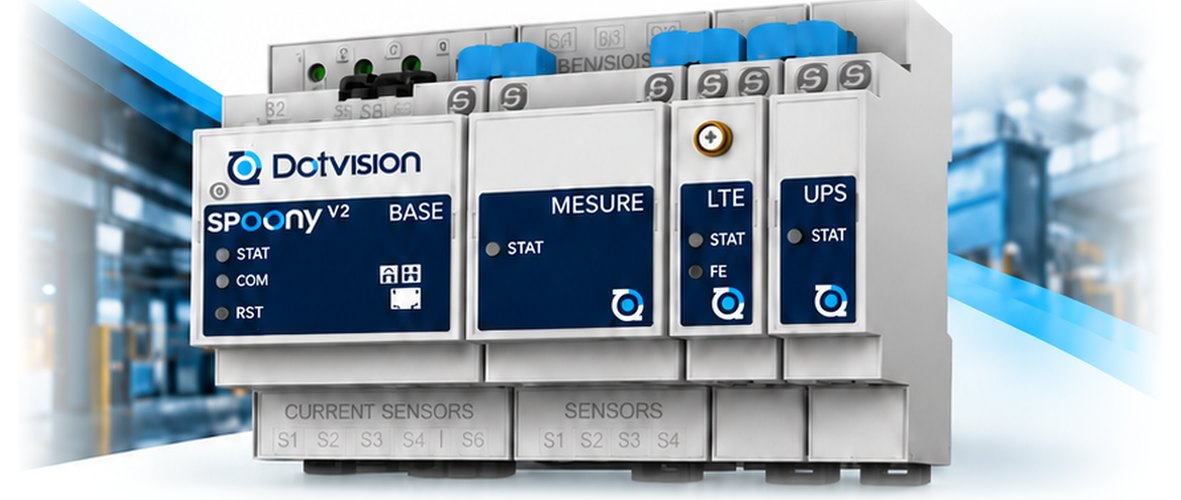 B2
S S
S S
S S
Dotvision
SPOONY V2 BASE
STAT
COM
RST
MESURE
STAT
LTE
STAT
FE
UPS
STAT
CURRENT SENSORS
S1 S2 S3 S4 | S6
SENSORS
S1 S2 S3 S4